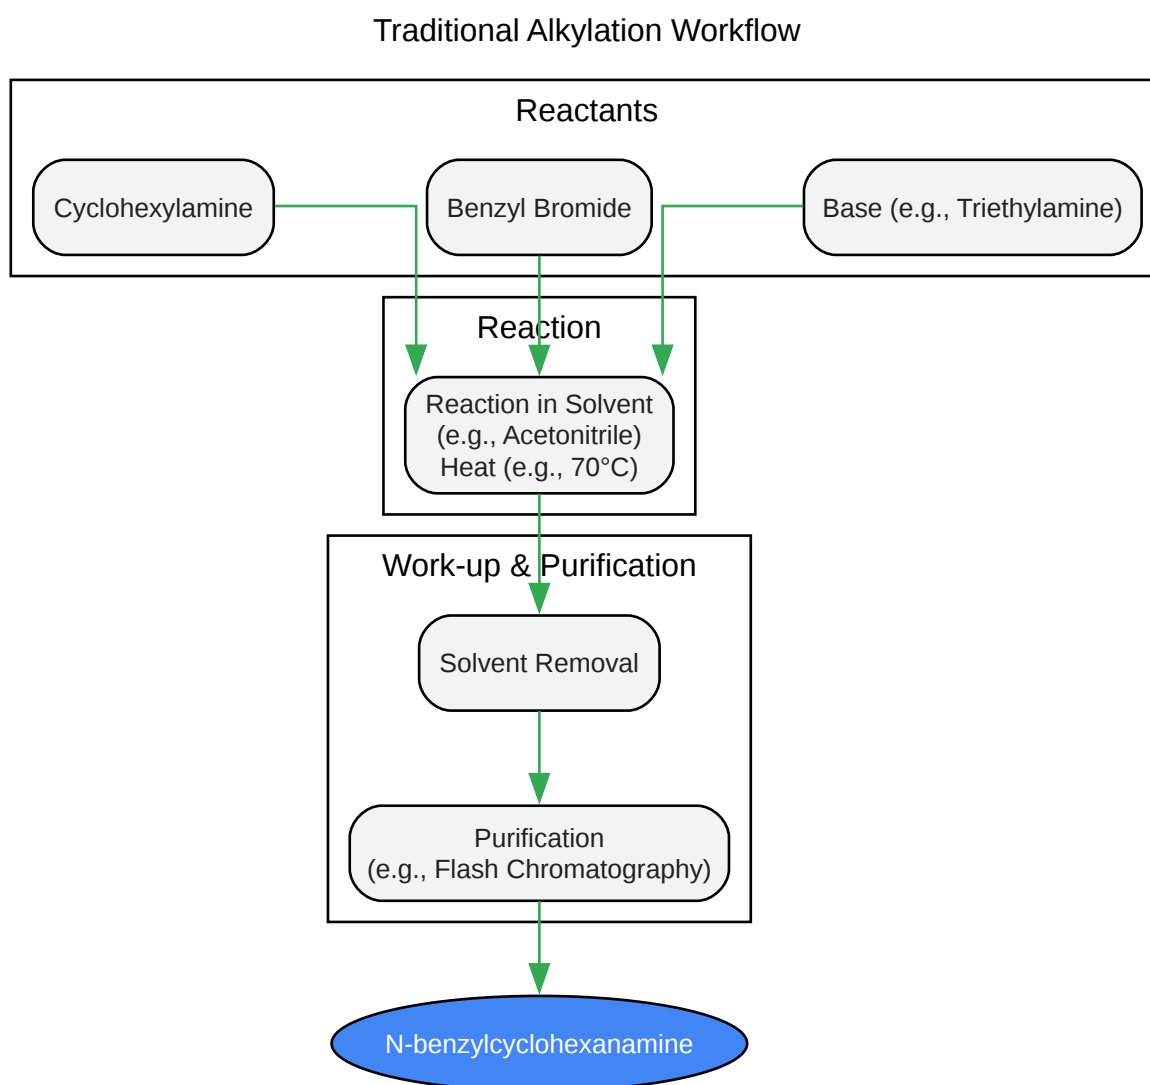 Traditional Alkylation Workflow
Reactants
Cyclohexylamine
Benzyl Bromide
Base (e.g., Triethylamine)
Reaction
Reaction in Solvent
(e.g., Acetonitrile)
Heat (e.g., 70°C)
Work-up & Purification
Solvent Removal
Purification
(e.g., Flash Chromatography)
N-benzylcyclohexanamine